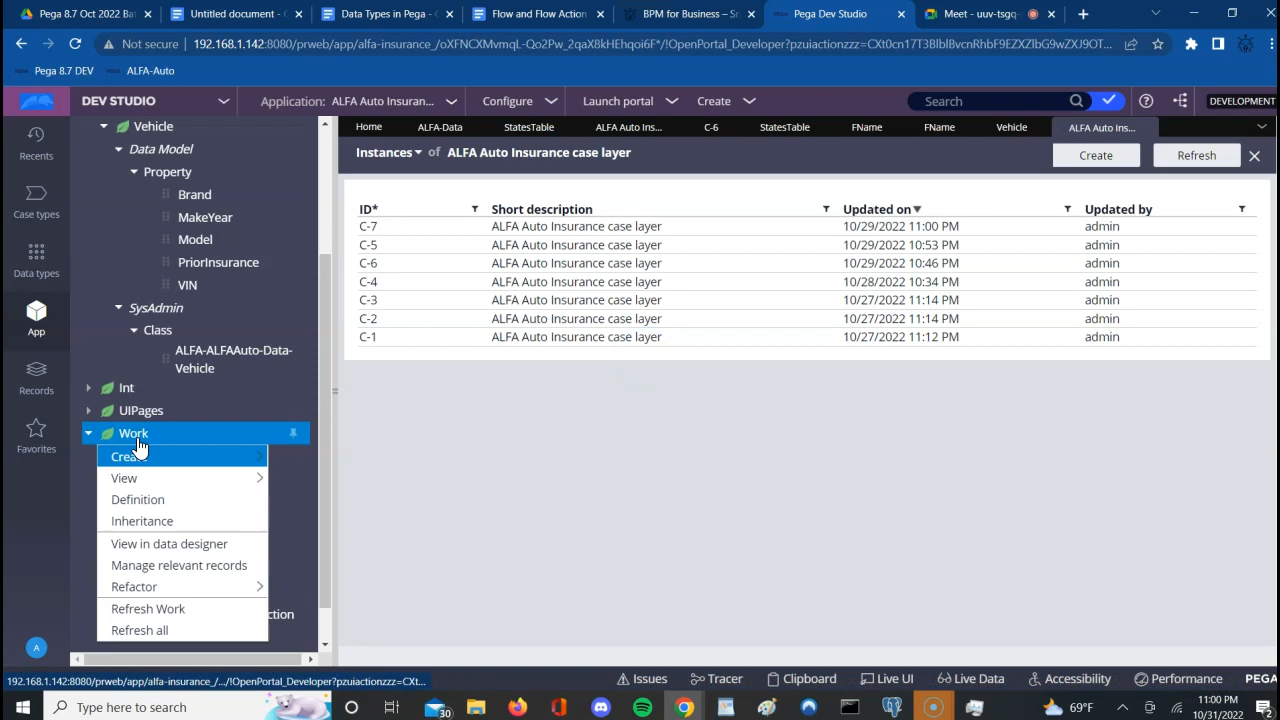 Pega 8.7 Oct 2022 Bat
Untitled document - G
Data Types in Pega - G
Flow and Flow Action
BPM for Business – Sm
Pega Dev Studio
Meet - uuv-tsgq-
Not secure
192.168.1.142:8080/prweb/app/alfa-insurance_/oXFNCXMvmqL-Qo2Pw_2qaX8kHEhqoi6F*/!OpenPortal_Developer?pzuiactionzzz=CXt0cn17T3BlblBvcnRhbF9EZXZlbG9wZXJ9OT...
Pega 8.7 DEV
ALFA-Auto
DEV STUDIO
Application: ALFA Auto Insuran...
Configure
Launch portal
Create
Search
DEVELOPMENT
Recents
Case types
Data types
App
Records
Favorites
A
Vehicle
Data Model
Property
Brand
MakeYear
Model
PriorInsurance
VIN
SysAdmin
Class
ALFA-ALFAAuto-Data-
Vehicle
Int
UIPages
Work
Create
View
Definition
Inheritance
View in data designer
Manage relevant records
Refactor
Refresh Work
Refresh all
ction
Home
ALFA-Data
StatesTable
ALFA Auto Ins...
C-6
StatesTable
FName
FName
Vehicle
ALFA Auto Ins...
Instances of ALFA Auto Insurance case layer
Create
Refresh
ID* Short description Updated on Updated by
C-7 ALFA Auto Insurance case layer 10/29/2022 11:00 PM admin
C-5 ALFA Auto Insurance case layer 10/29/2022 10:53 PM admin
C-6 ALFA Auto Insurance case layer 10/29/2022 10:46 PM admin
C-4 ALFA Auto Insurance case layer 10/28/2022 10:34 PM admin
C-3 ALFA Auto Insurance case layer 10/27/2022 11:14 PM admin
C-2 ALFA Auto Insurance case layer 10/27/2022 11:14 PM admin
C-1 ALFA Auto Insurance case layer 10/27/2022 11:12 PM admin
192.168.1.142:8080/prweb/app/alfa-insurance_/.../!OpenPortal_Developer?pzuiactionzzz=CXt...
Issues
Tracer
Clipboard
Live UI
Live Data
Accessibility
Performance
PEGA
Type here to search
30
69°F
11:00 PM
10/31/2022